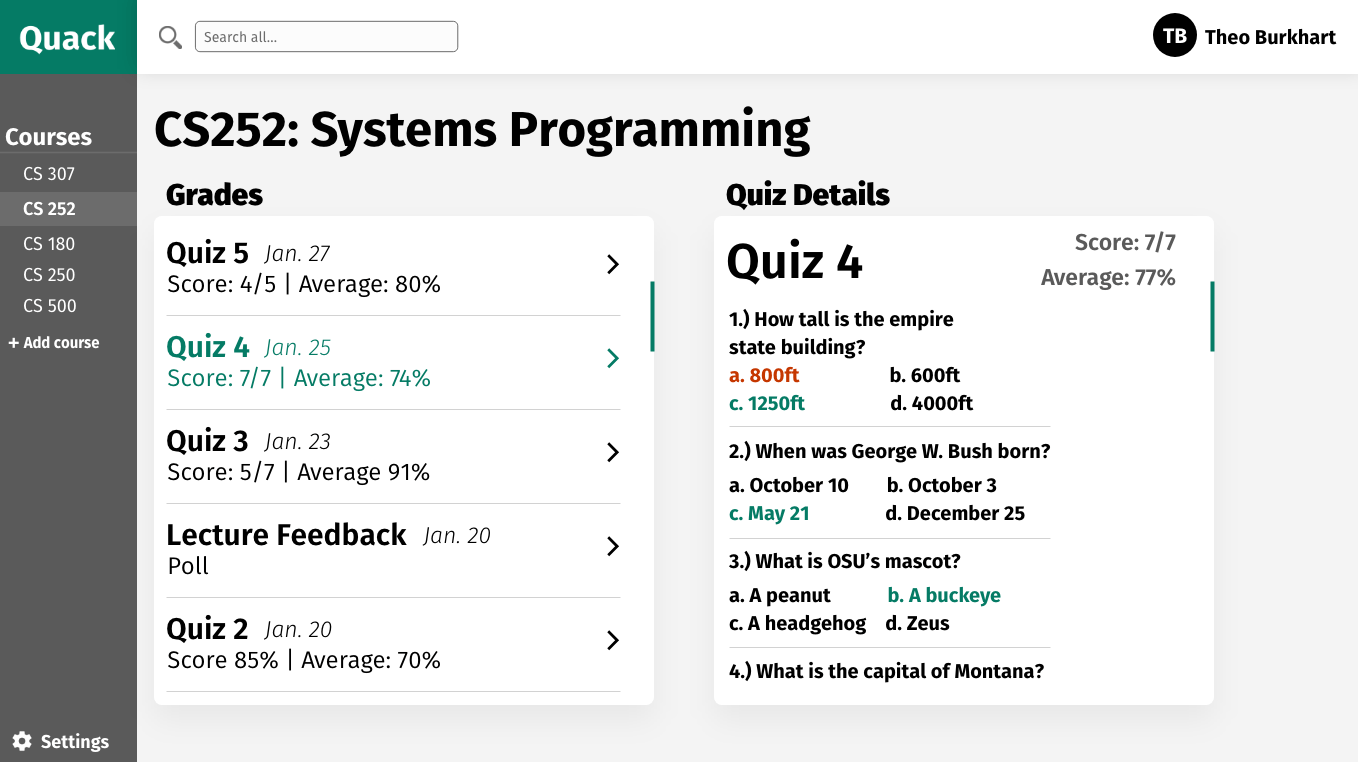 Quack
Search all...
TB Theo Burkhart
Courses
CS 307
CS 252
CS 180
CS 250
CS 500
+ Add course
Settings
CS252: Systems Programming
Grades
Quiz 5 Jan. 27
Score: 4/5 | Average: 80%
Quiz 4 Jan. 25
Score: 7/7 | Average: 74%
Quiz 3 Jan. 23
Score: 5/7 | Average 91%
Lecture Feedback Jan. 20
Poll
Quiz 2 Jan. 20
Score 85% | Average: 70%
Quiz Details
Quiz 4
Score: 7/7
Average: 77%
1.) How tall is the empire
state building?
a. 800ft b. 600ft
c. 1250ft d. 4000ft
2.) When was George W. Bush born?
a. October 10 b. October 3
c. May 21 d. December 25
3.) What is OSU’s mascot?
a. A peanut b. A buckeye
c. A headgehog d. Zeus
4.) What is the capital of Montana?